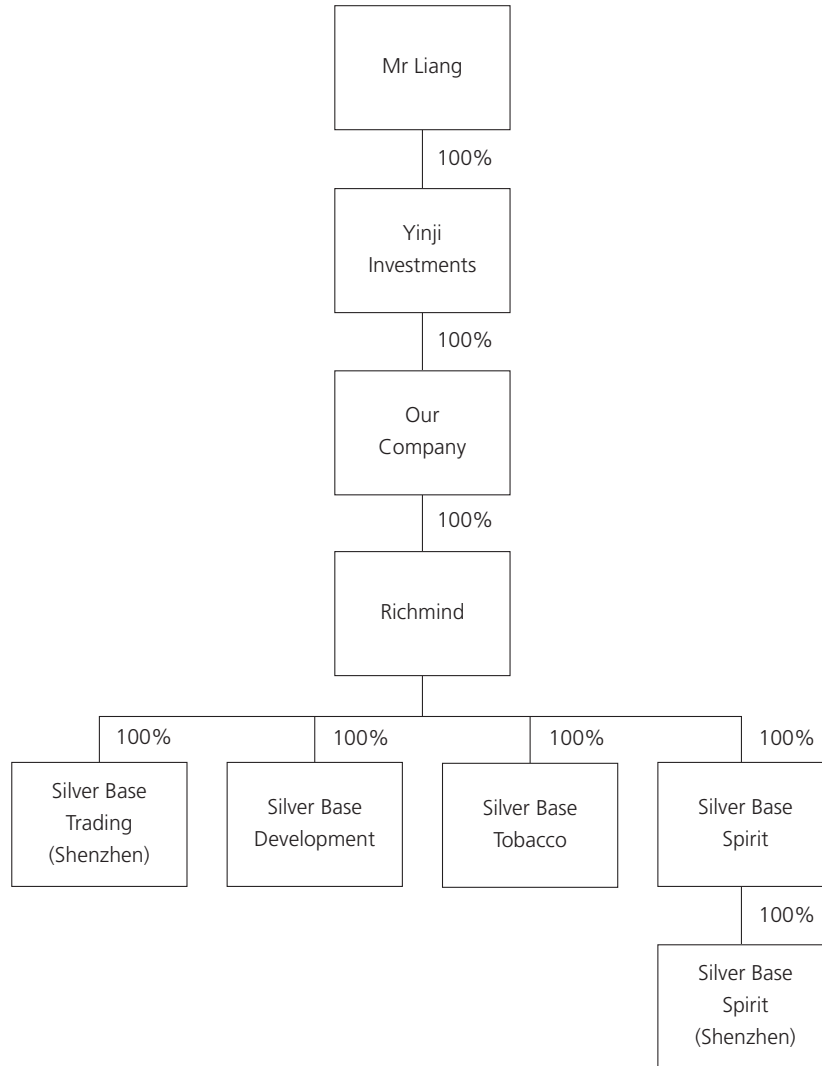 Mr Liang
100%
Yinji
Investments
100%
Our
Company
100%
Richmind
100%
100%
100%
100%
Silver Base
Trading
(Shenzhen)
Silver Base
Development
Silver Base
Tobacco
Silver Base
Spirit
100%
Silver Base
Spirit
(Shenzhen)